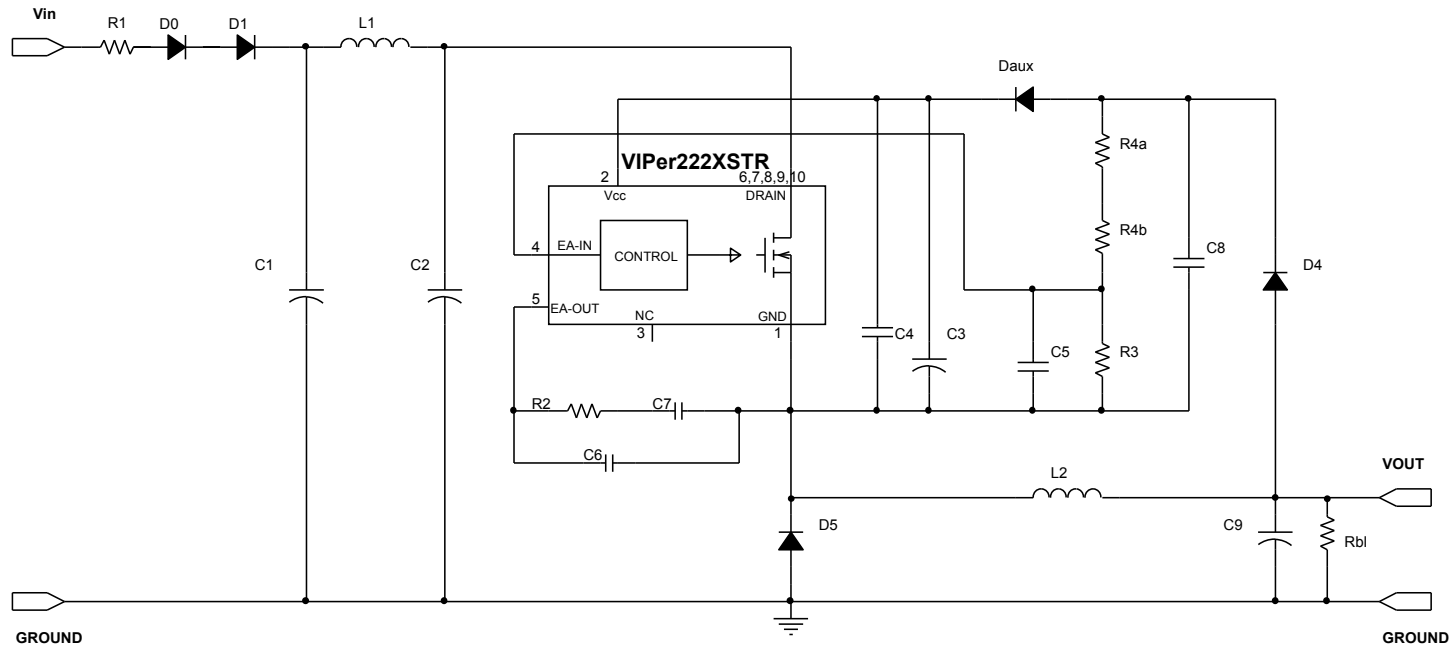 Vin
R1
D0
D1
L1
Daux
VIPer222XSTR
2
6,7,8,9,10
Vcc
DRAIN
R4a
R4b
4
EA-IN
CONTROL
C1
C2
C8
D4
5
EA-OUT
NC
GND
3
1
C4
C3
C5
R3
R2
C7
C6
L2
VOUT
D5
C9
Rbl
GROUND
GROUND